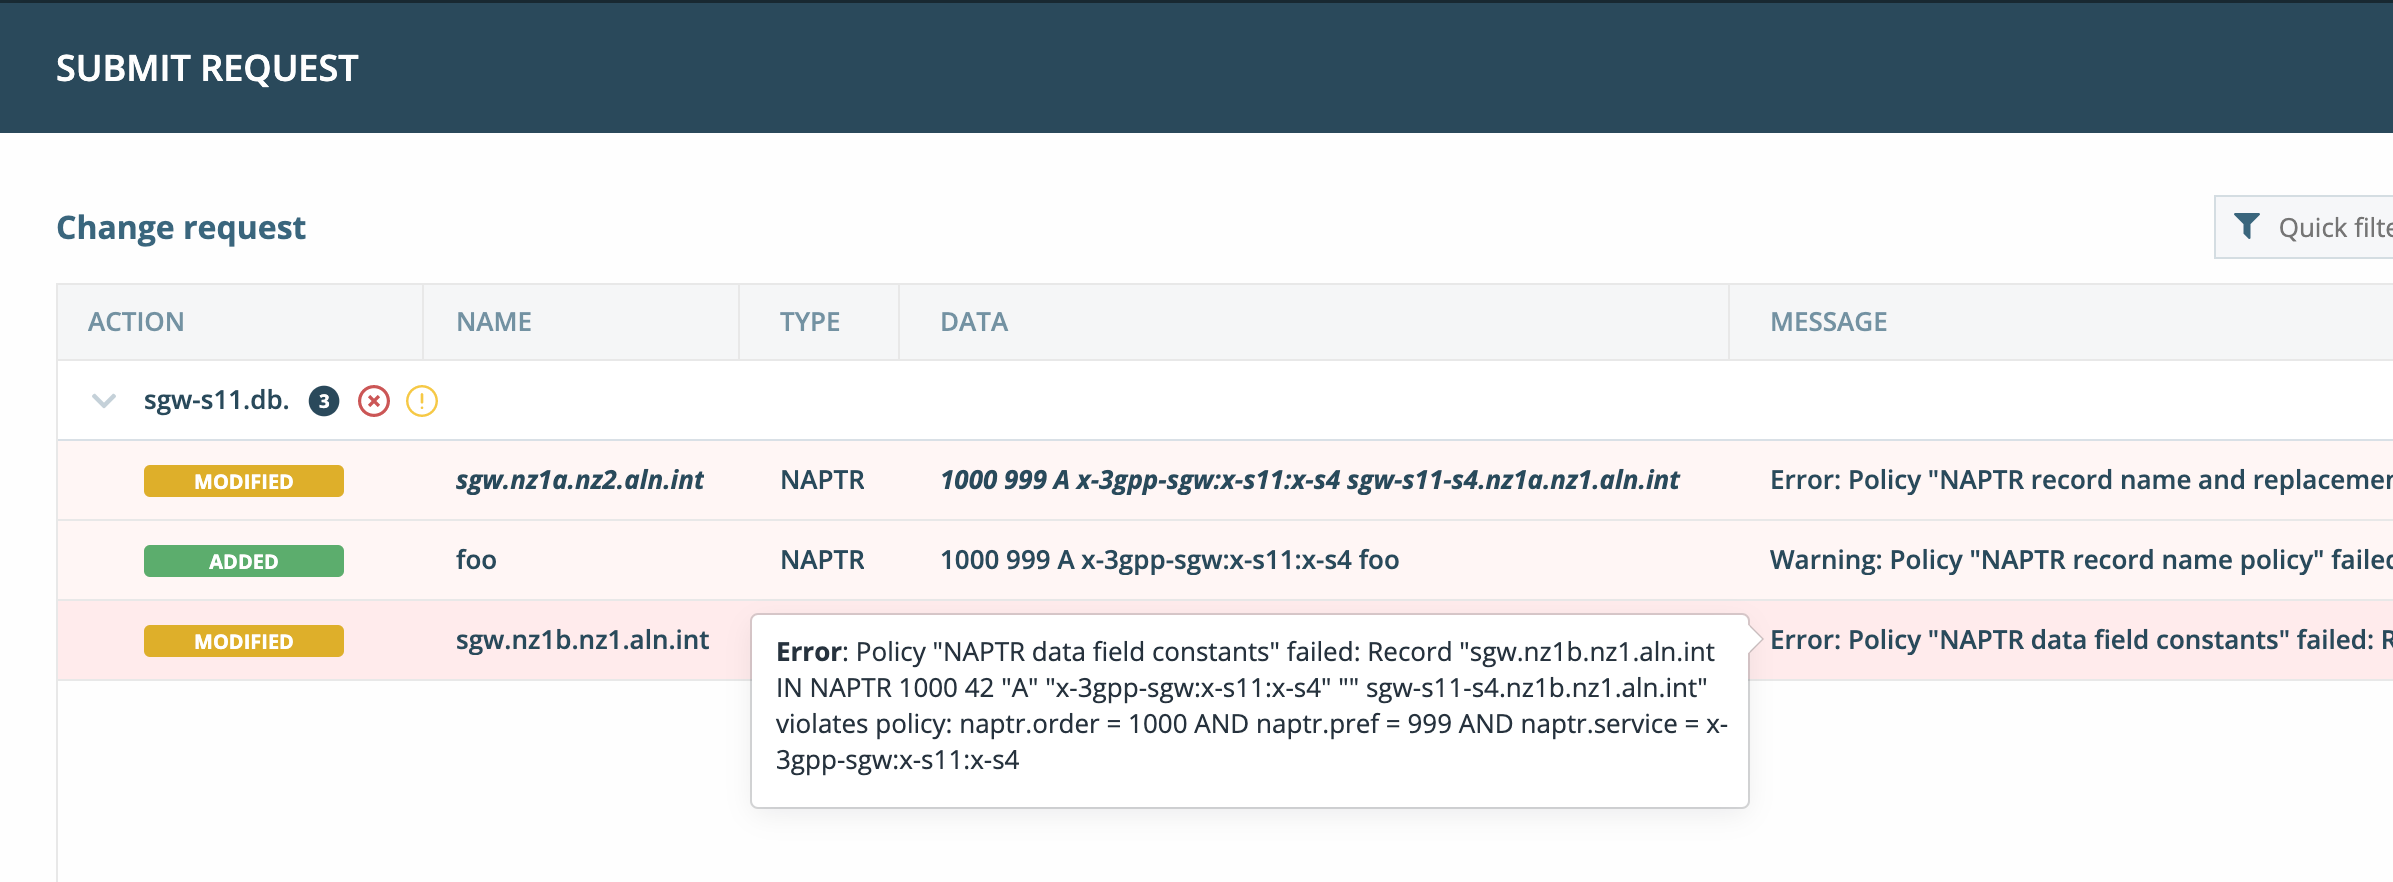 SUBMIT REQUEST
Change request
Quick filte
ACTION NAME TYPE DATA MESSAGE
sgw-s11.db. 3
MODIFIED sgw.nz1a.nz2.aln.int NAPTR 1000 999 A x-3gpp-sgw:x-s11:x-s4 sgw-s11-s4.nz1a.nz1.aln.int Error: Policy "NAPTR record name and replacemen
ADDED foo NAPTR 1000 999 A x-3gpp-sgw:x-s11:x-s4 foo Warning: Policy "NAPTR record name policy" failed
MODIFIED sgw.nz1b.nz1.aln.int Error: Policy "NAPTR data field constants" failed: R
Error: Policy "NAPTR data field constants" failed: Record "sgw.nz1b.nz1.aln.int
IN NAPTR 1000 42 "A" "x-3gpp-sgw:x-s11:x-s4" "" sgw-s11-s4.nz1b.nz1.aln.int"
violates policy: naptr.order = 1000 AND naptr.pref = 999 AND naptr.service = x-
3gpp-sgw:x-s11:x-s4